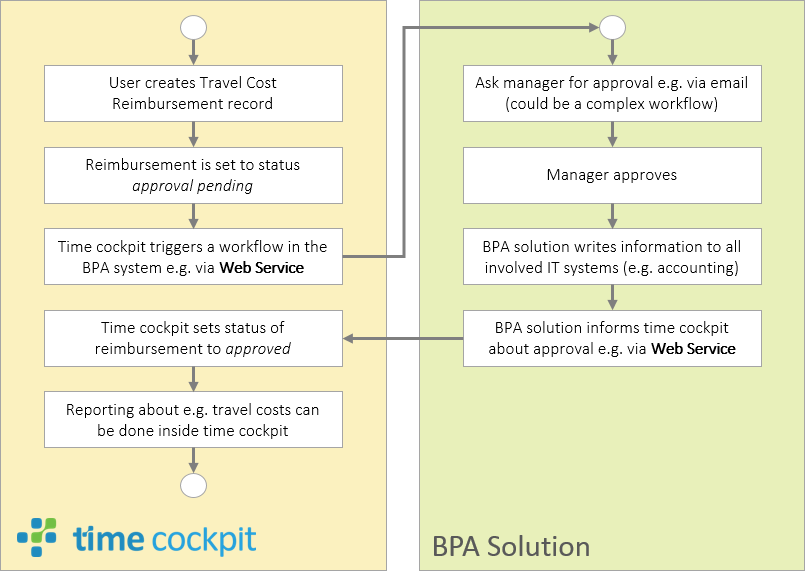 User creates Travel Cost
Reimbursement record
Reimbursement is set to status
approval pending
Time cockpit triggers a workflow in the
BPA system e.g. via Web Service
Time cockpit sets status of
reimbursement to approved
Reporting about e.g. travel costs can
be done inside time cockpit
time cockpit
Ask manager for approval e.g. via email
(could be a complex workflow)
Manager approves
BPA solution writes information to all
involved IT systems (e.g. accounting)
BPA solution informs time cockpit
about approval e.g. via Web Service
BPA Solution